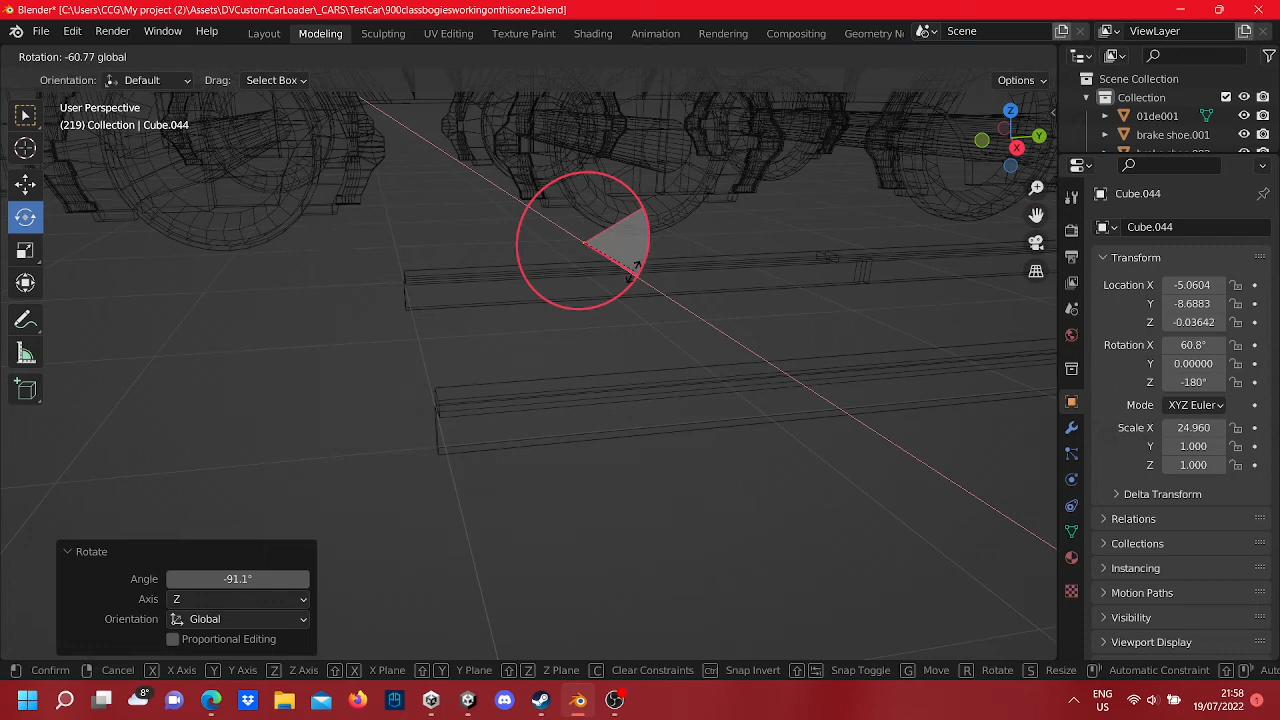 Blender* [C:\Users\CCG\My project (2)\Assets\DVCustomCarLoader\_CARS\TestCar\900classbogiesworkingonthisone2.blend]
File Edit Render Window Help Layout Modeling Sculpting UV Editing Texture Paint Shading Animation Rendering Compositing Geometry No Scene ViewLayer
Rotation: -60.77 global
Orientation: Default Drag: Select Box Options
User Perspective
(219) Collection | Cube.044
Z
Y
X
Scene Collection
Collection
01de001
brake shoe.001
Cube.044
Cube.044
Transform
Location X -5.0604
Y -8.6883
Z -0.03642
Rotation X 60.8°
Y 0.00000
Z -180°
Mode XYZ Euler
Scale X 24.960
Y 1.000
Z 1.000
Delta Transform
Relations
Collections
Instancing
Motion Paths
Visibility
Viewport Display
Rotate
Angle -91.1°
Axis Z
Orientation Global
Proportional Editing
Confirm Cancel X X Axis Y Y Axis Z Z Axis X X Plane Y Y Plane Z Z Plane C Clear Constraints Ctrl Snap Invert Snap Toggle G Move R Rotate S Resize Automatic Constraint Auto
8°
ENG
US
21:58
19/07/2022
1